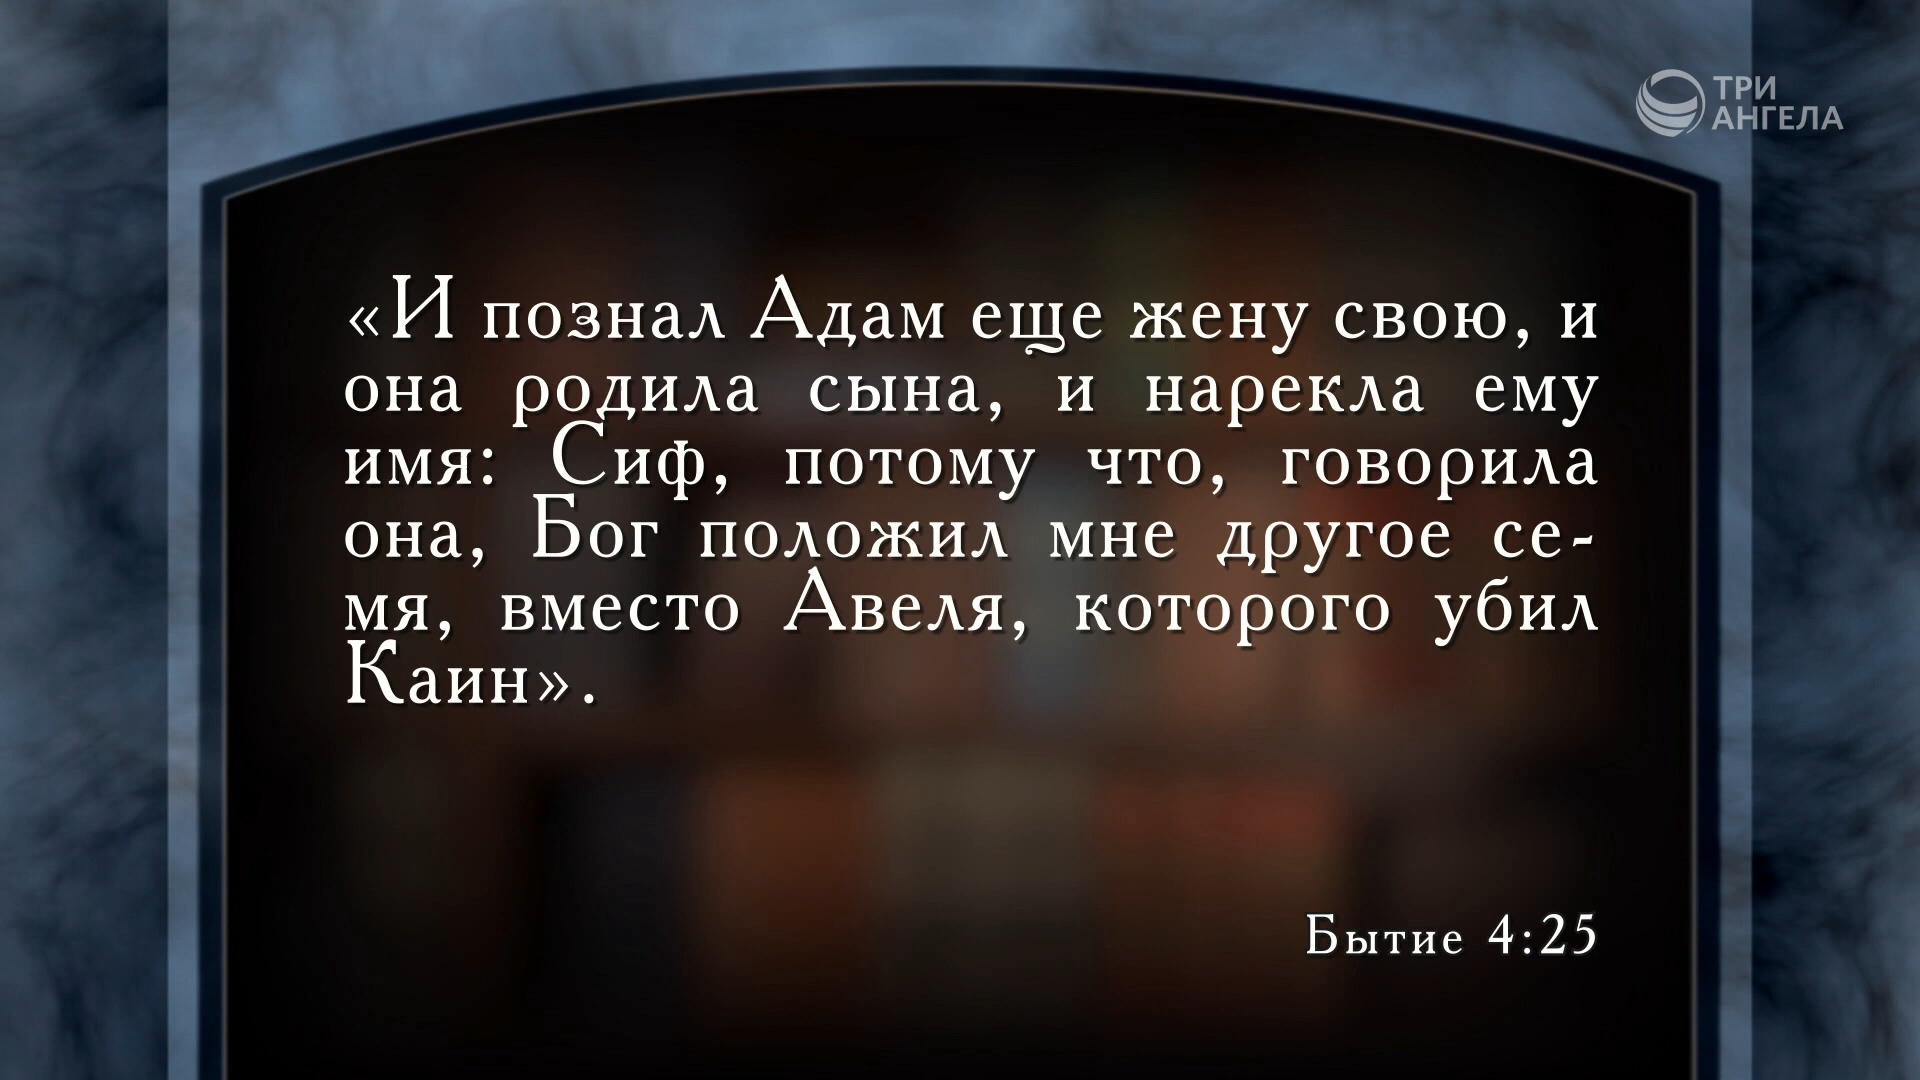 ТРИ
АНГЕЛА
«И познал Адам еще жену свою, и
она родила сына, и нарекла ему
имя: Сиф, потому что, говорила
она, Бог положил мне другое се-
мя, вместо Авеля, которого убил
Каин».
Бытие 4:25